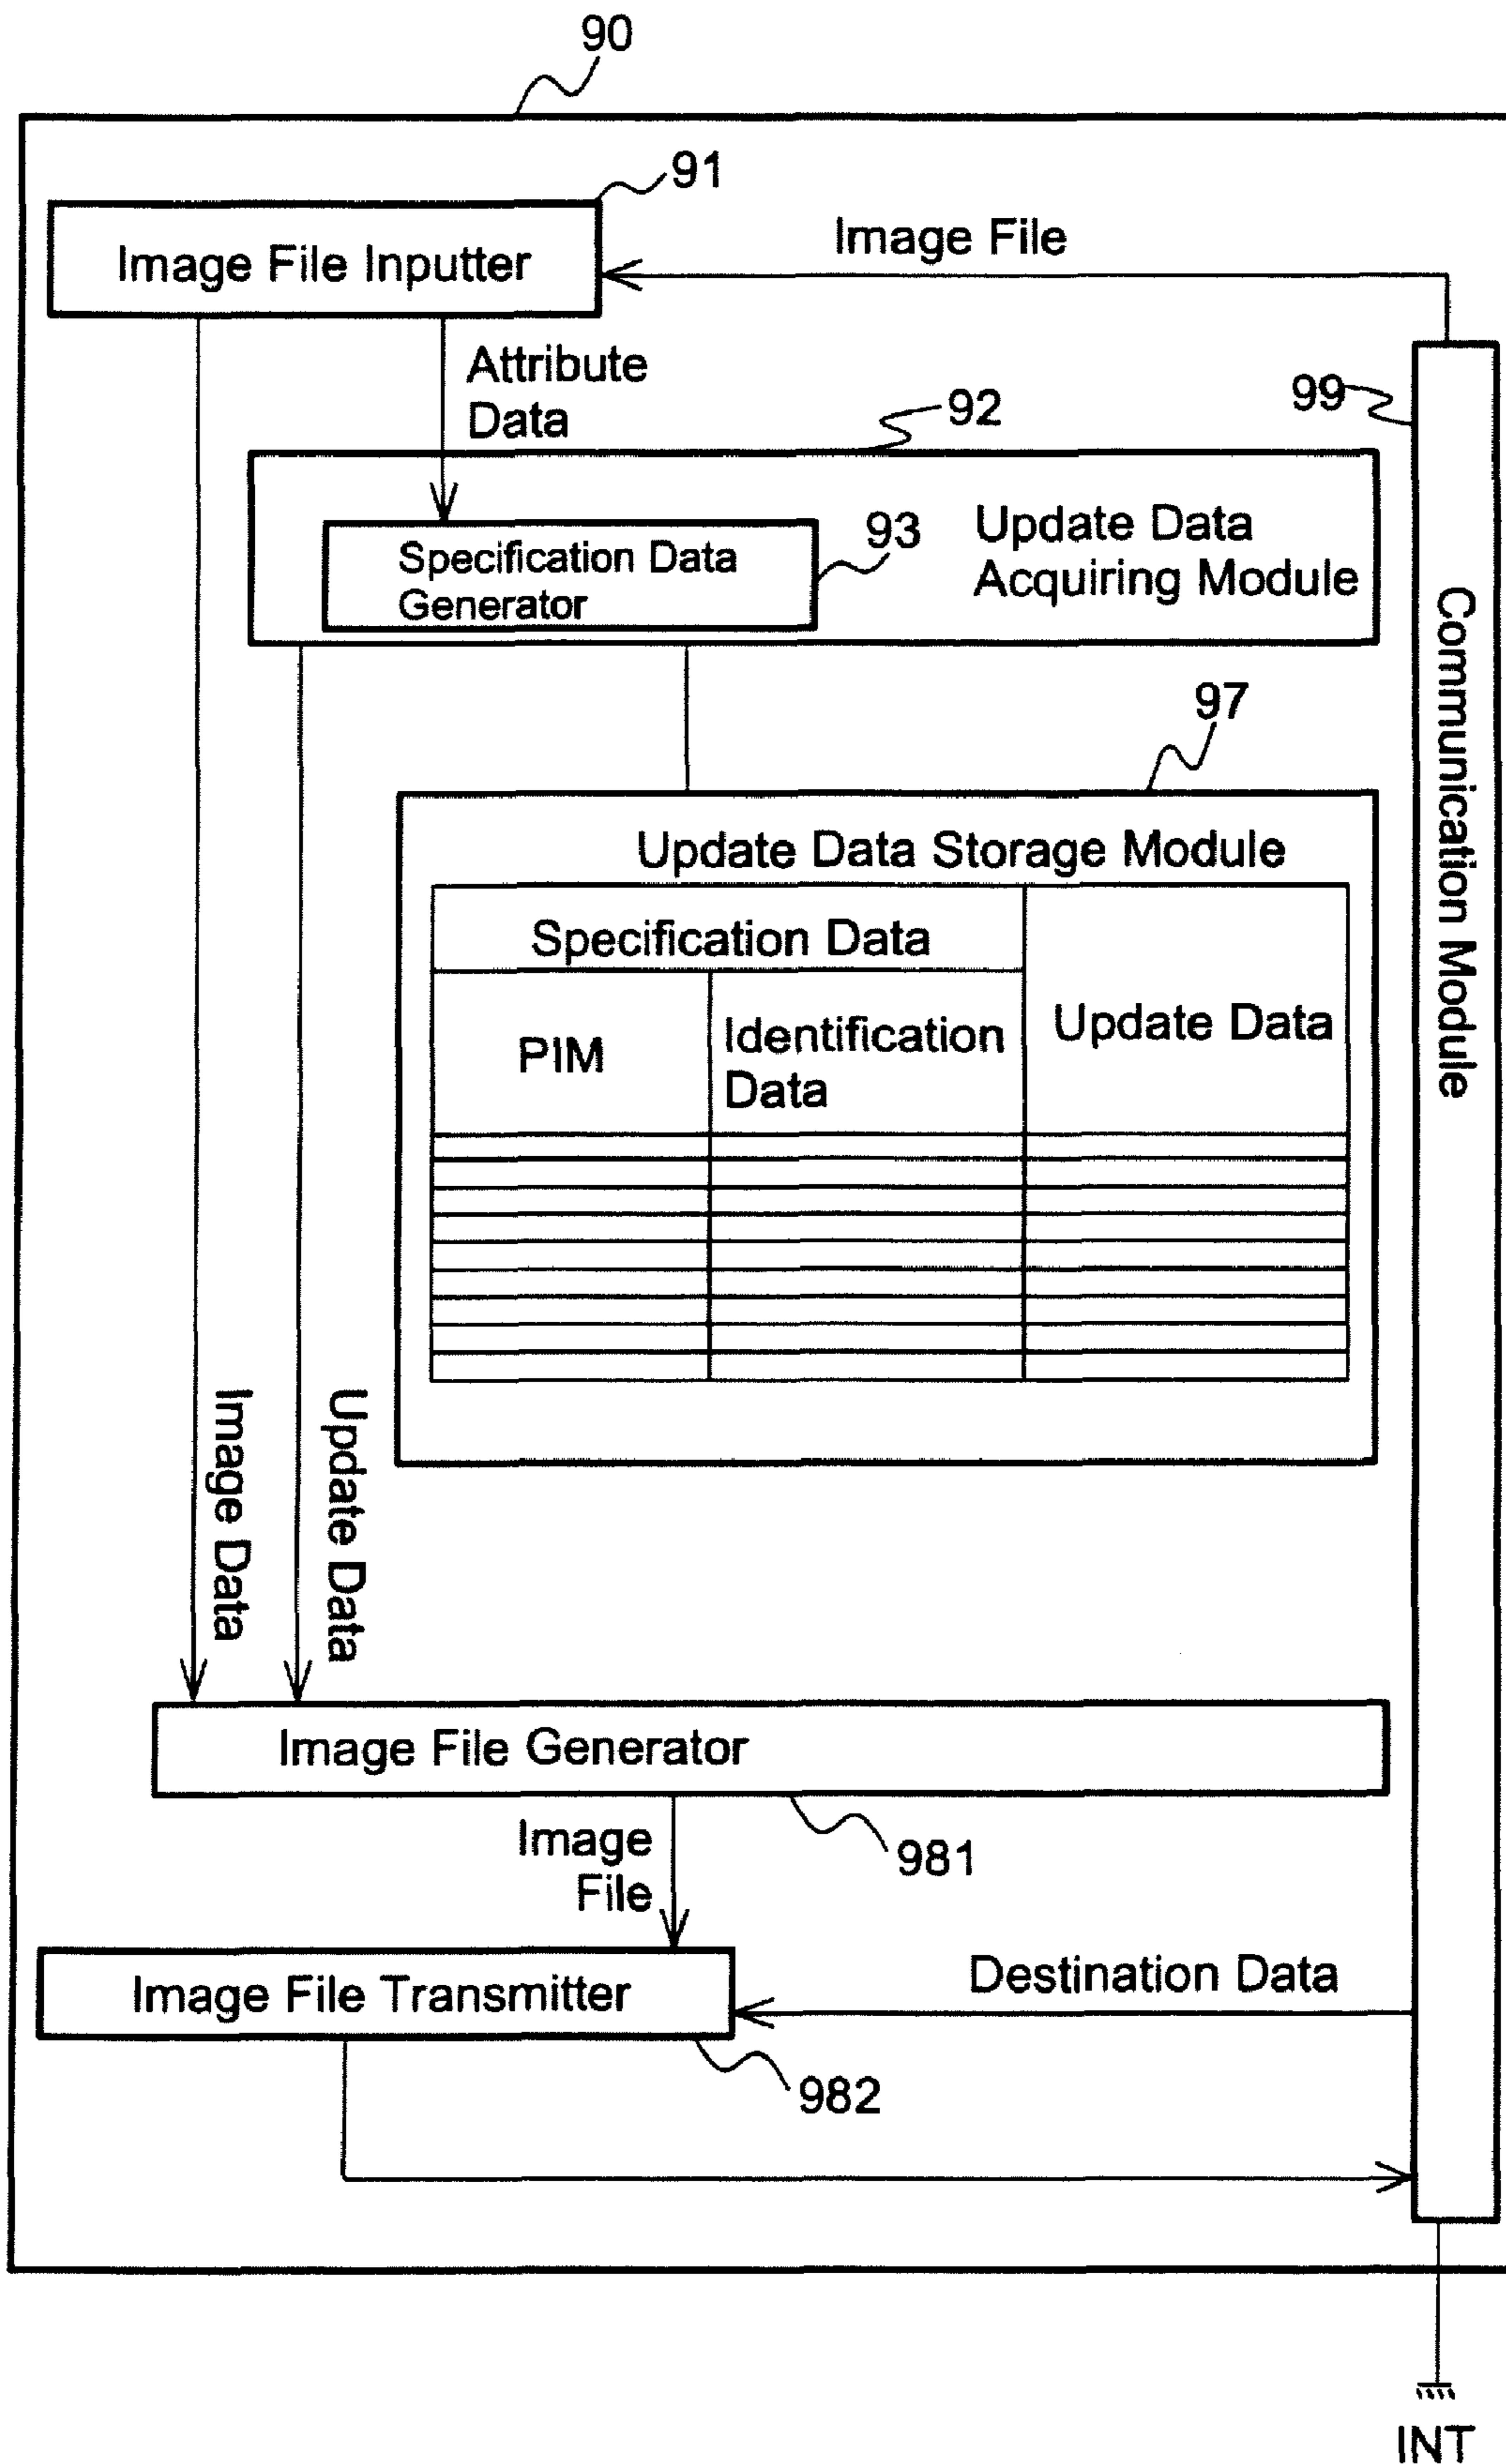 90
91
Image File Inputter
Image File
Attribute
Data
92
99
93
Specification Data
Generator
Update Data
Acquiring Module
Communication Module
97
Update Data Storage Module
Specification Data
PIM
Identification
Data
Update Data
Image Data
Update Data
Image File Generator
Image
File
981
Image File Transmitter
Destination Data
982
INT